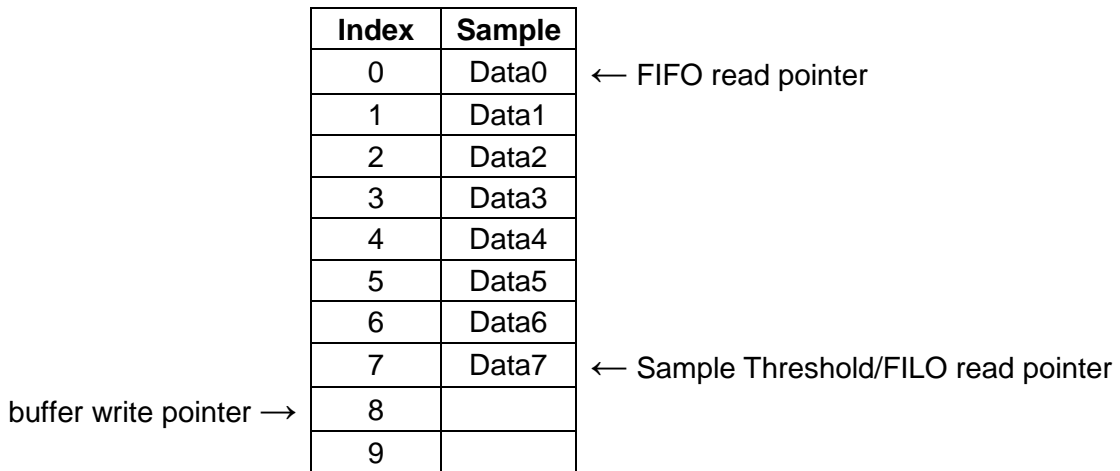 Index Sample
0 Data0 ← FIFO read pointer
1 Data1
2 Data2
3 Data3
4 Data4
5 Data5
6 Data6
7 Data7 ← Sample Threshold/FILO read pointer
buffer write pointer → 8
9